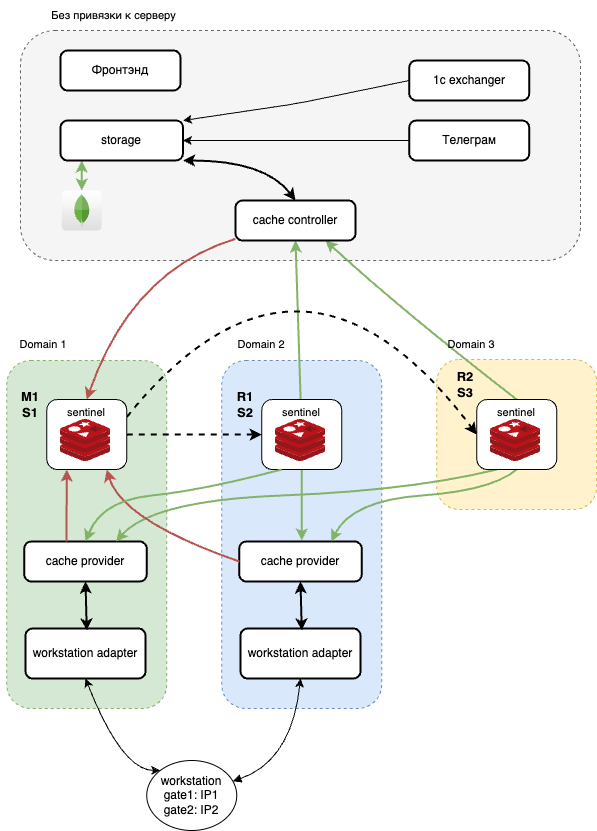 Без привязки к серверу
Фронтэнд
1c exchanger
storage
Телеграм
cache controller
Domain 1
Domain 2
Domain 3
M1
S1
sentinel
R1
S2
sentinel
R2
S3
sentinel
cache provider
cache provider
workstation adapter
workstation adapter
workstation
gate1: IP1
gate2: IP2